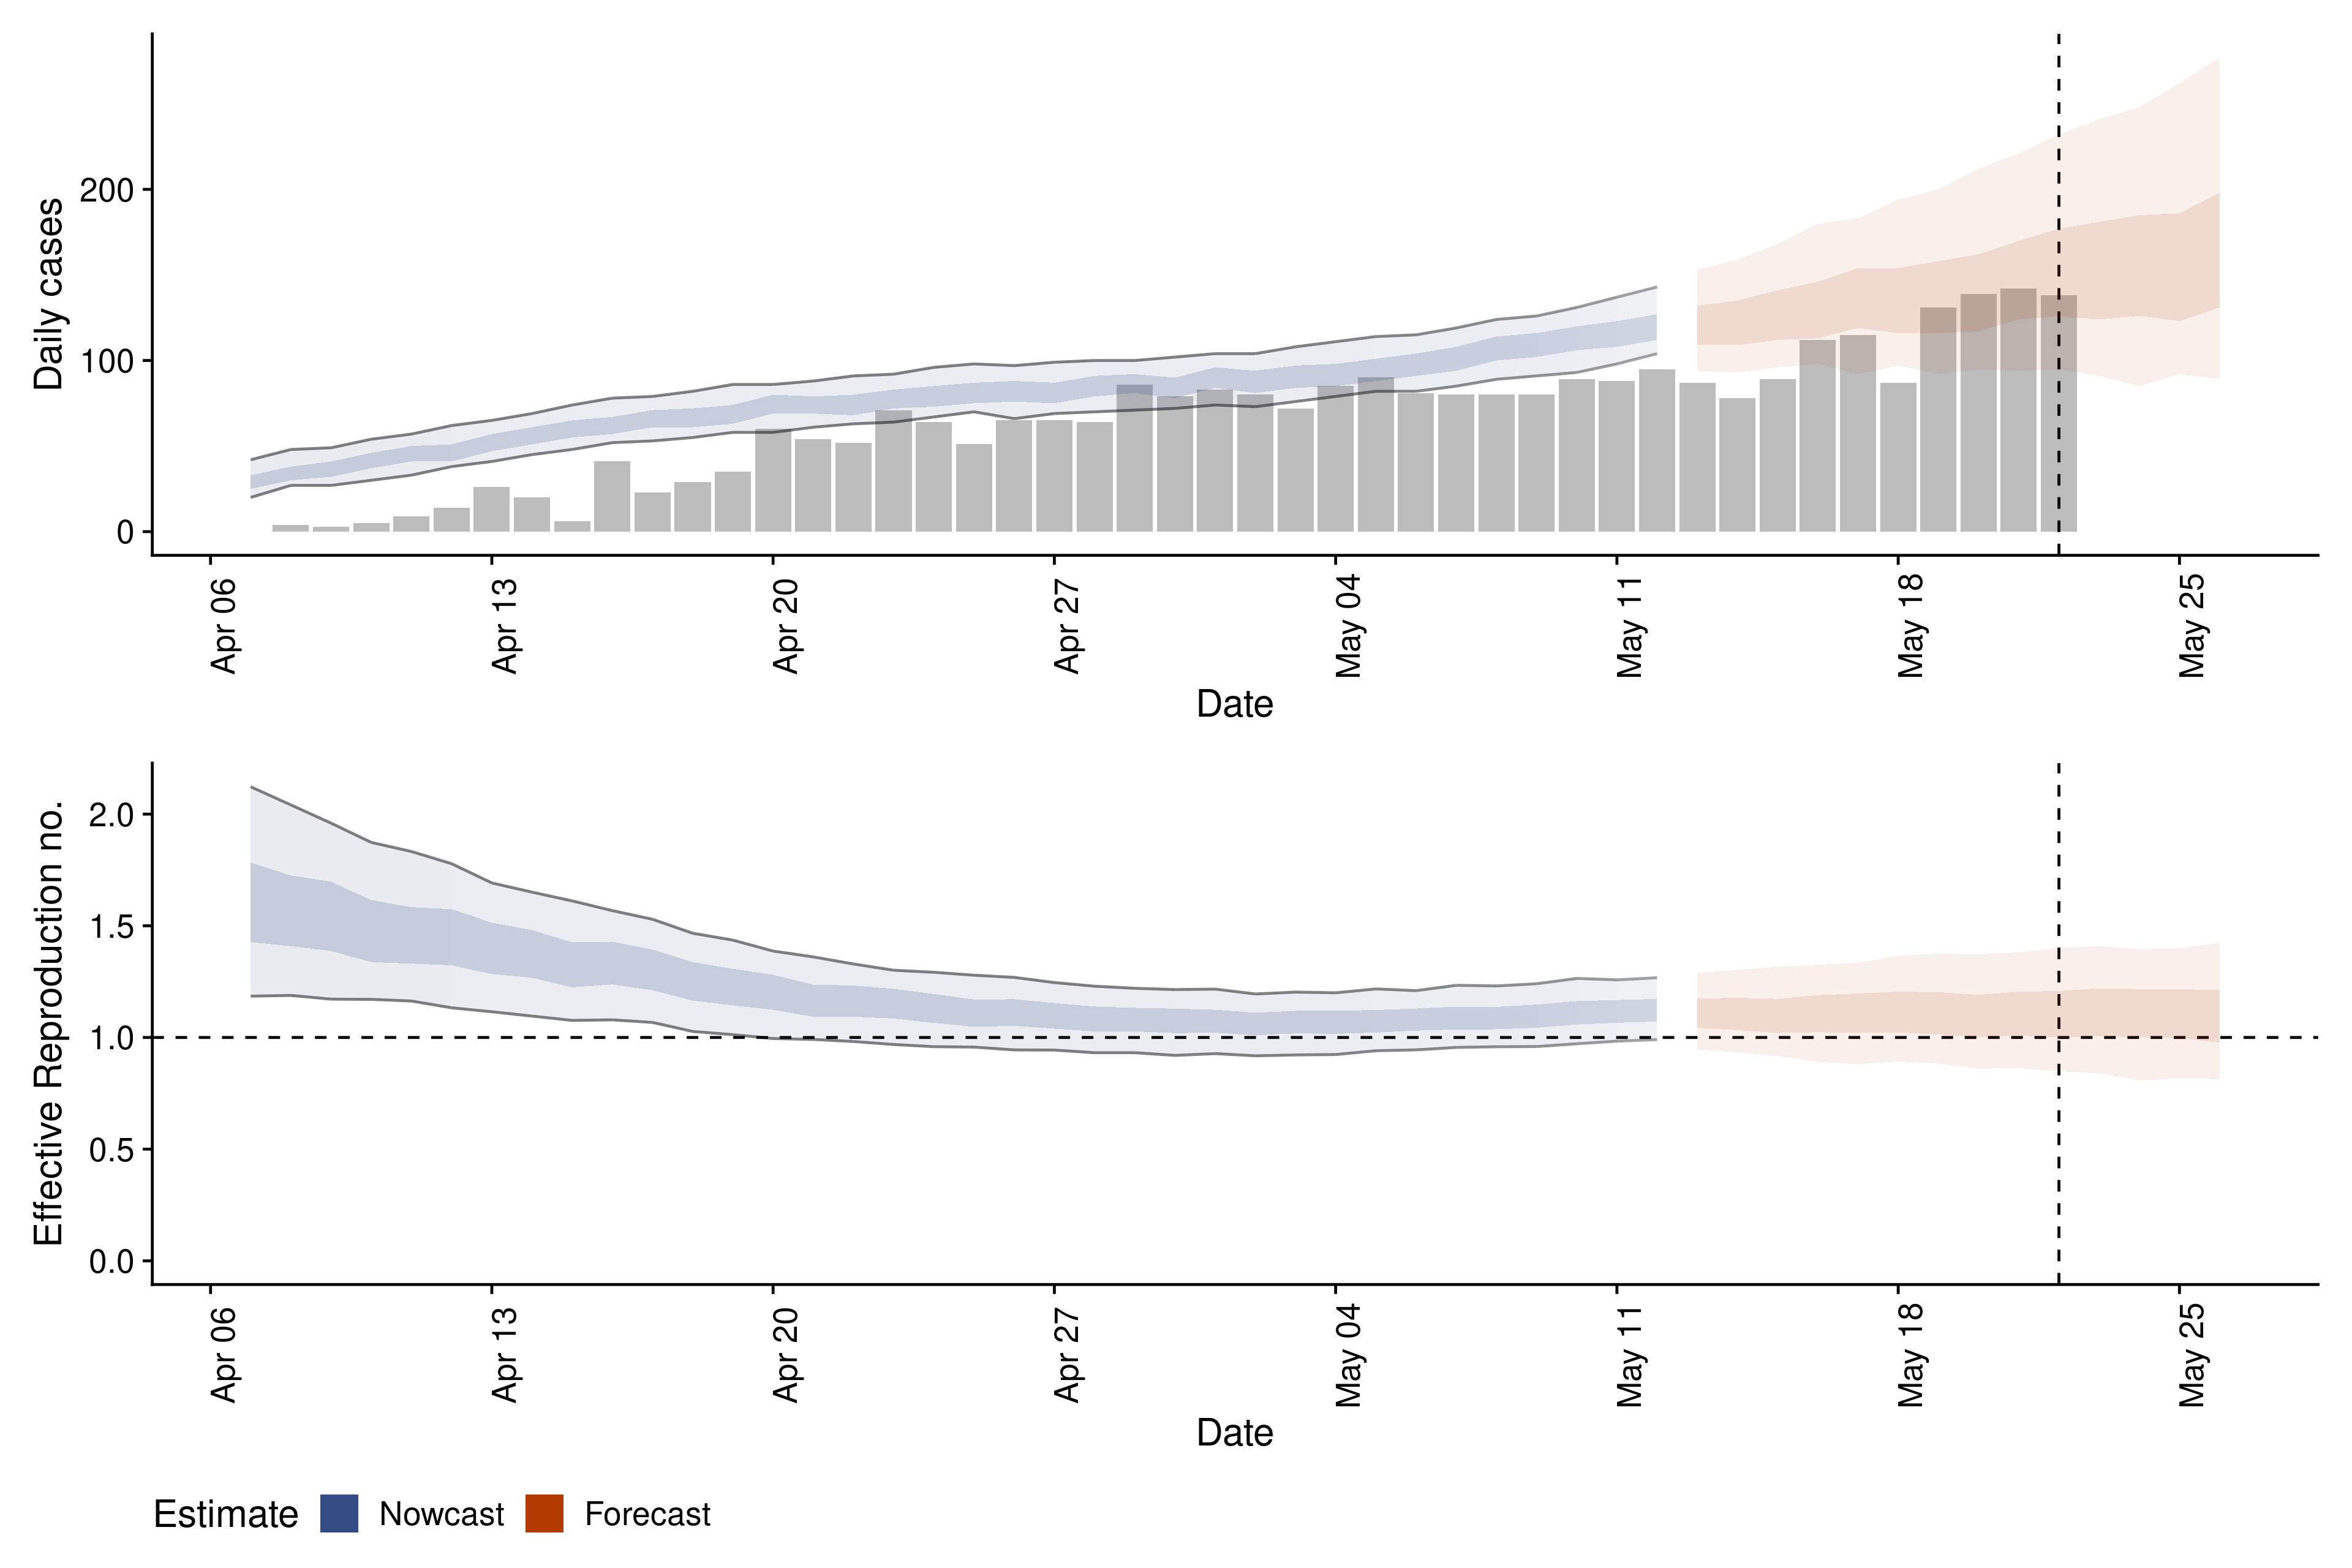 Daily cases
200
100
0
Apr 06
Apr 13
Apr 20
Apr 27
May 04
May 11
May 18
May 25
Date
Effective Reproduction no.
2.0
1.5
1.0
0.5
0.0
Apr 06
Apr 13
Apr 20
Apr 27
May 04
May 11
May 18
May 25
Date
Estimate Nowcast Forecast